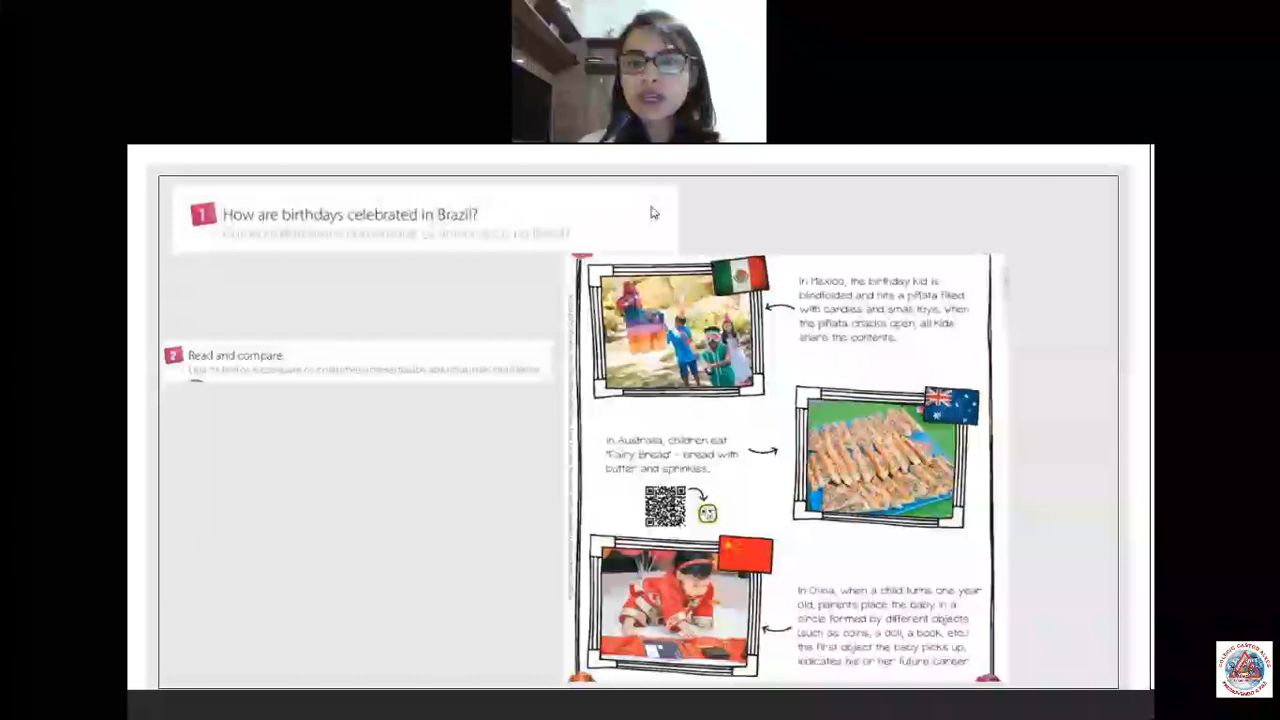 1 How are birthdays celebrated in Brazil?
2 Read and compare.
In Mexico, the birthday kid is
blindfolded and hits a piñata filled
with candies and small toys. When
the piñata cracks open, all kids
share the contents.
In Australia, children eat
"Fairy Bread" - bread with
butter and sprinkles.
In China, when a child turns one year
old, parents place the baby in a
circle formed by different objects
(such as coins, a doll, a book, etc.)
the first object the baby picks up,
indicates his or her future career